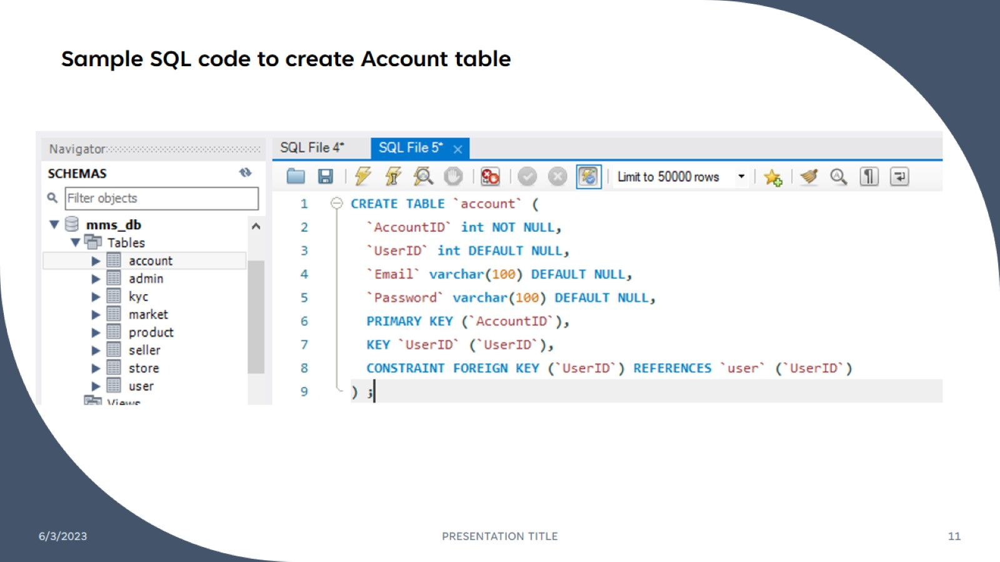 Sample SQL code to create Account table
Navigator
SCHEMAS
Filter objects
mms_db
Tables
account
admin
kyc
market
product
seller
store
user
Views
SQL File 4*
SQL File 5*
Limit to 50000 rows
1 CREATE TABLE `account` (
2 `AccountID` int NOT NULL,
3 `UserID` int DEFAULT NULL,
4 `Email` varchar(100) DEFAULT NULL,
5 `Password` varchar(100) DEFAULT NULL,
6 PRIMARY KEY (`AccountID`),
7 KEY `UserID` (`UserID`),
8 CONSTRAINT FOREIGN KEY (`UserID`) REFERENCES `user` (`UserID`)
9 ) ;
6/3/2023
PRESENTATION TITLE
11